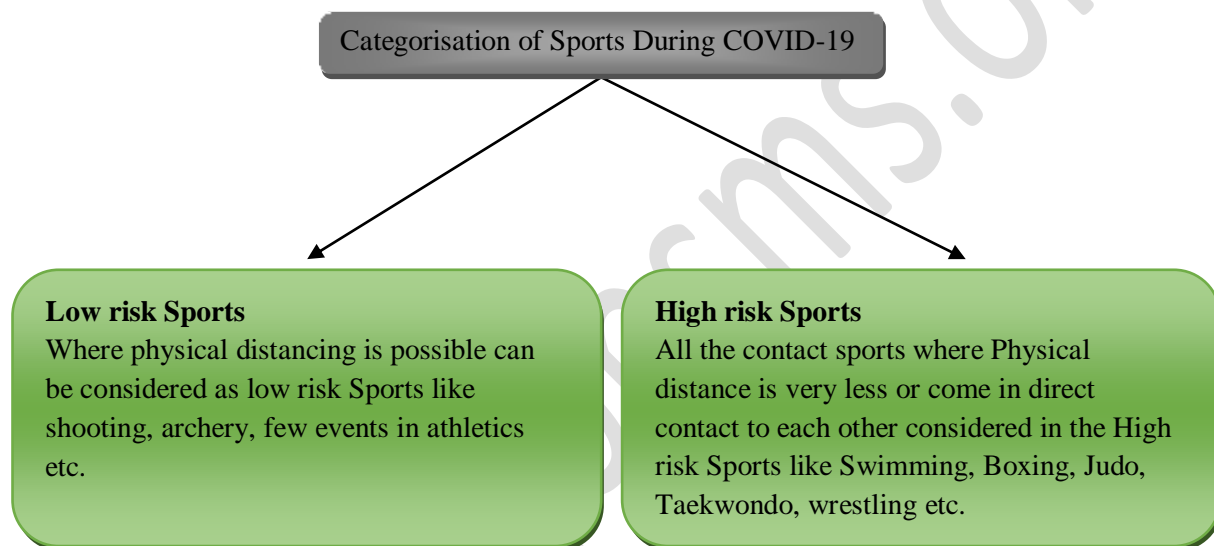 Categorisation of Sports During COVID-19
Low risk Sports
Where physical distancing is possible can
be considered as low risk Sports like
shooting, archery, few events in athletics
etc.
High risk Sports
All the contact sports where Physical
distance is very less or come in direct
contact to each other considered in the High
risk Sports like Swimming, Boxing, Judo,
Taekwondo, wrestling etc.